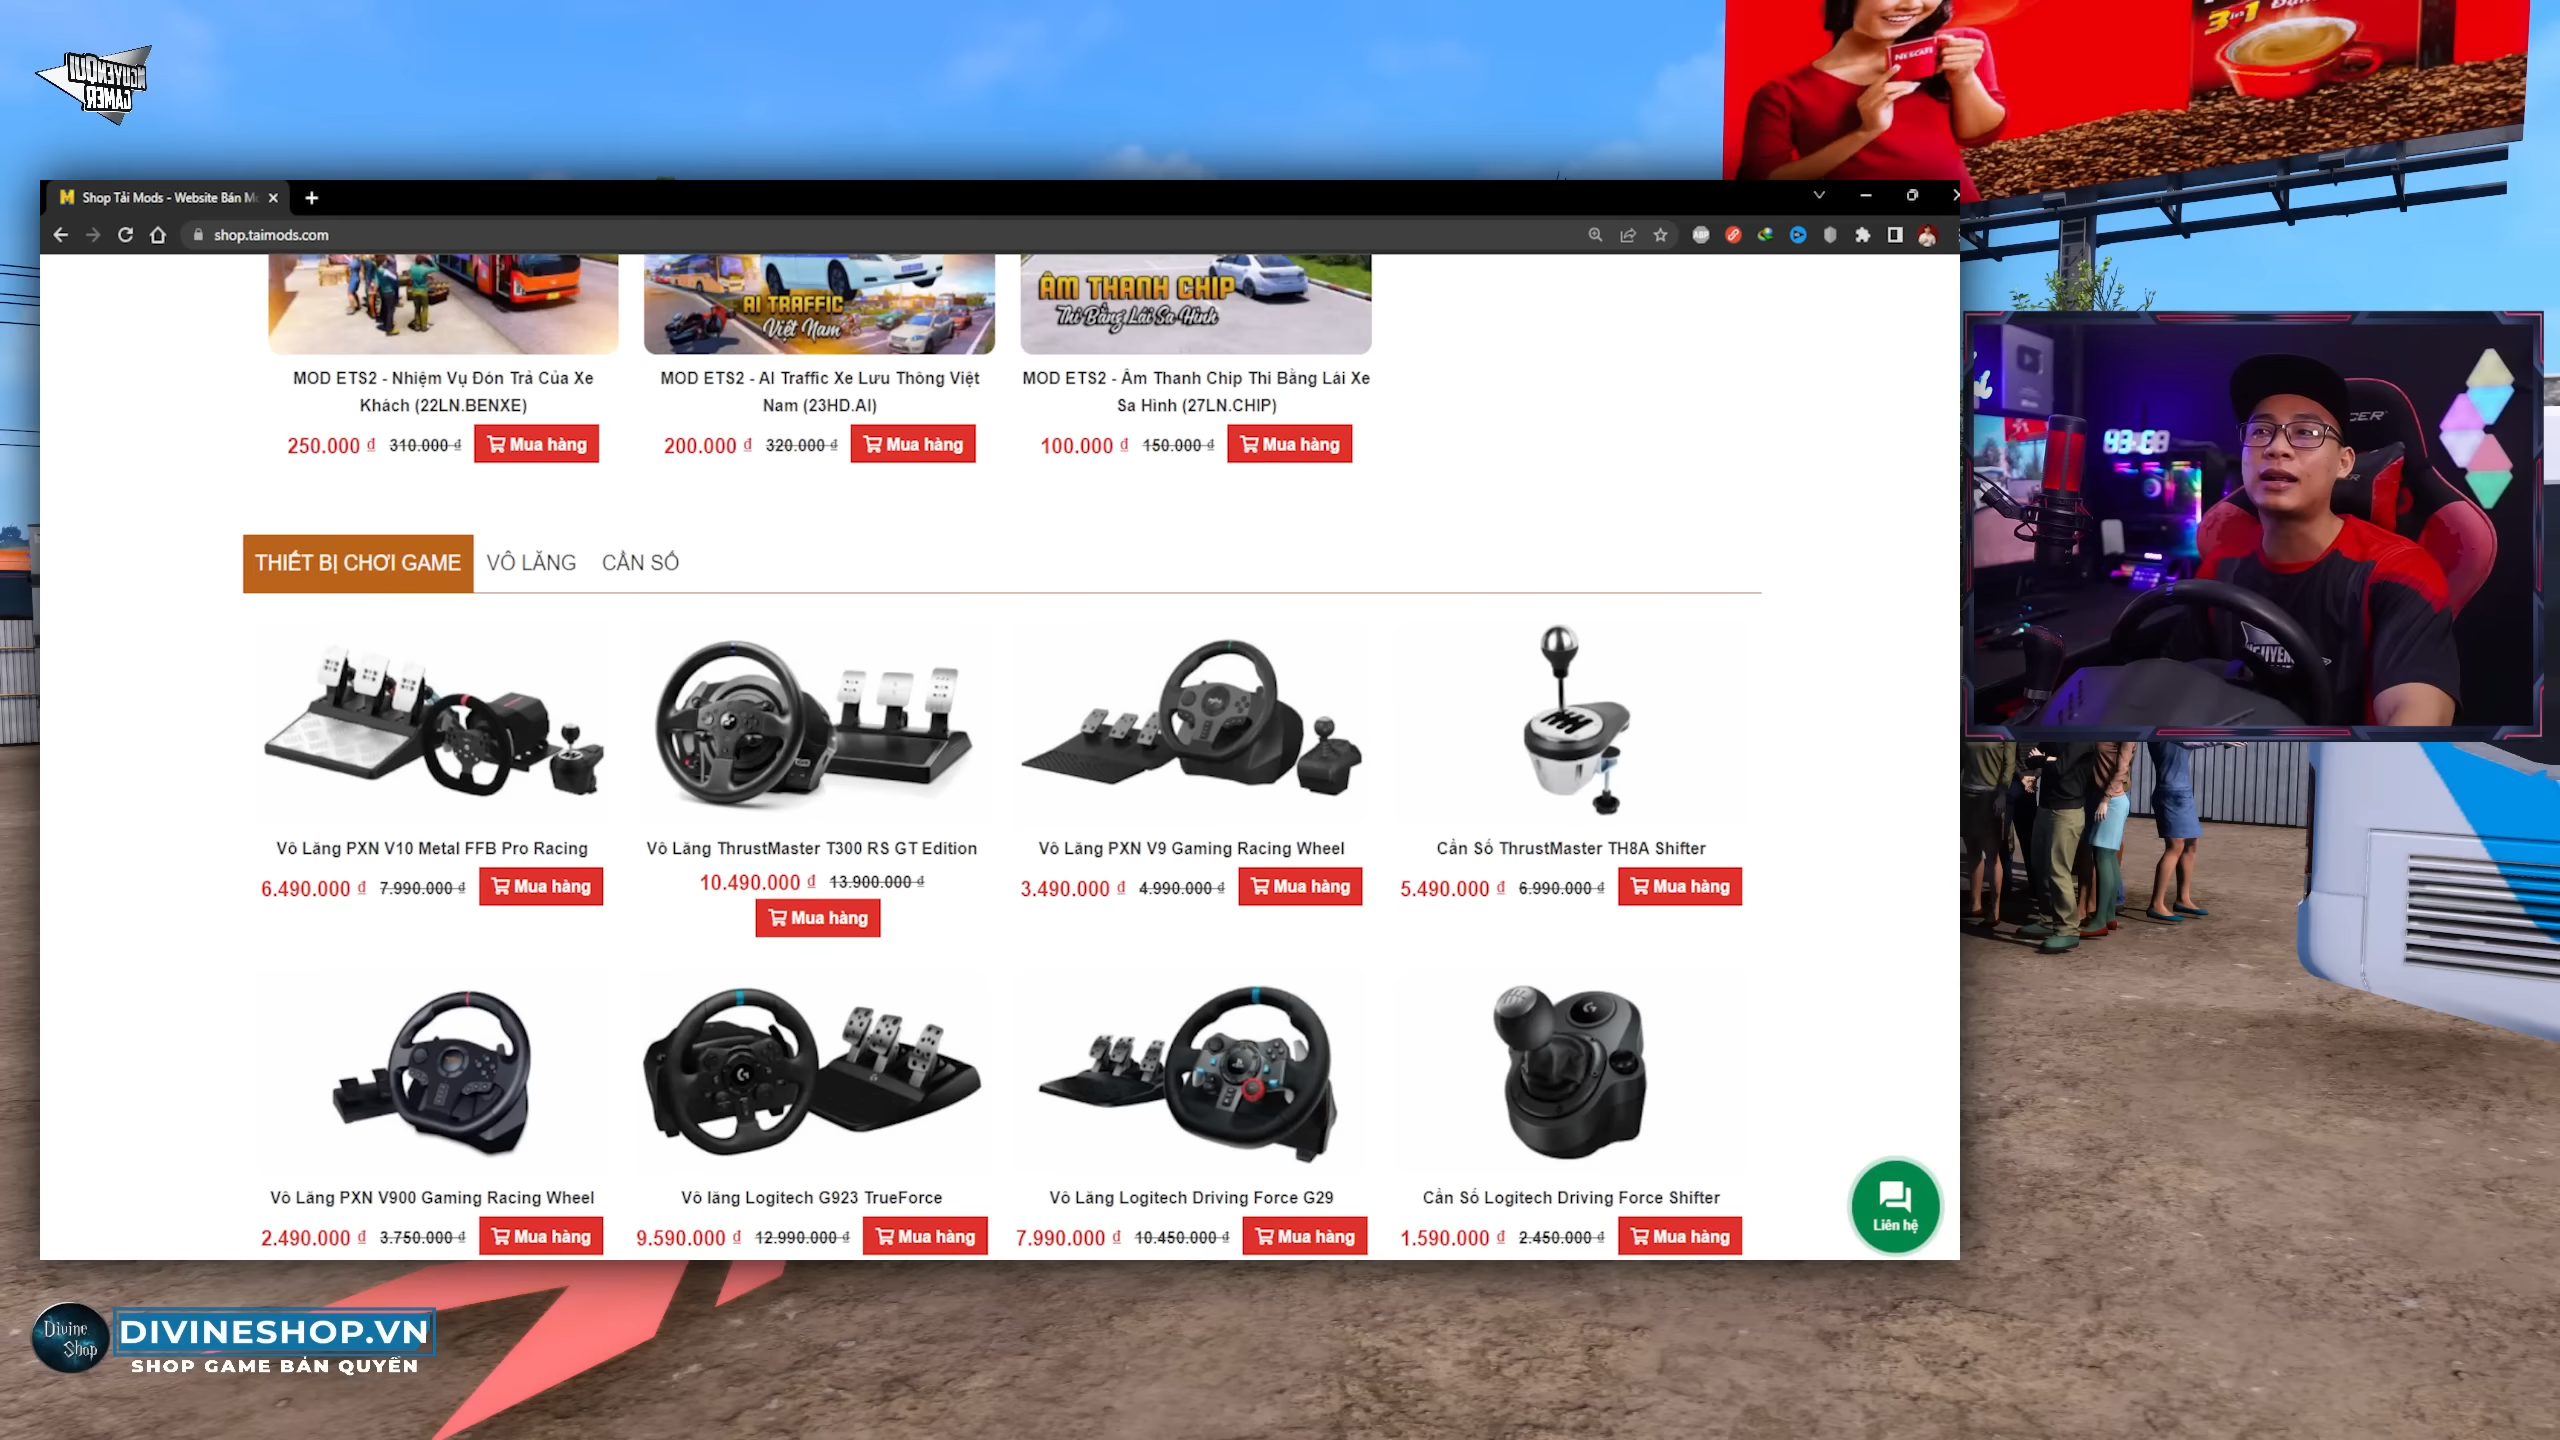 NGUYENQUI
GAMER
NESCAFÉ
3in1
Shop Tải Mods - Website Bán Mo
shop.taimods.com
AI TRAFFIC
Việt Nam
ÂM THANH CHIP
Thi Bằng Lái Sa Hình
MOD ETS2 - Nhiệm Vụ Đón Trả Của Xe
Khách (22LN.BENXE)
250.000 đ 310.000 đ Mua hàng
MOD ETS2 - AI Traffic Xe Lưu Thông Việt
Nam (23HD.AI)
200.000 đ 320.000 đ Mua hàng
MOD ETS2 - Âm Thanh Chip Thi Bằng Lái Xe
Sa Hình (27LN.CHIP)
100.000 đ 150.000 đ Mua hàng
THIẾT BỊ CHƠI GAME VÔ LĂNG CẦN SỐ
Vô Lăng PXN V10 Metal FFB Pro Racing
6.490.000 đ 7.990.000 đ Mua hàng
Vô Lăng ThrustMaster T300 RS GT Edition
10.490.000 đ 13.900.000 đ
Mua hàng
Vô Lăng PXN V9 Gaming Racing Wheel
3.490.000 đ 4.990.000 đ Mua hàng
Cần Số ThrustMaster TH8A Shifter
5.490.000 đ 6.990.000 đ Mua hàng
Vô Lăng PXN V900 Gaming Racing Wheel
2.490.000 đ 3.750.000 đ Mua hàng
Vô lăng Logitech G923 TrueForce
9.590.000 đ 12.990.000 đ Mua hàng
Vô Lăng Logitech Driving Force G29
7.990.000 đ 10.450.000 đ Mua hàng
Cần Số Logitech Driving Force Shifter
1.590.000 đ 2.450.000 đ Mua hàng
Liên hệ
Divine
Shop
DIVINESHOP.VN
SHOP GAME BẢN QUYỀN